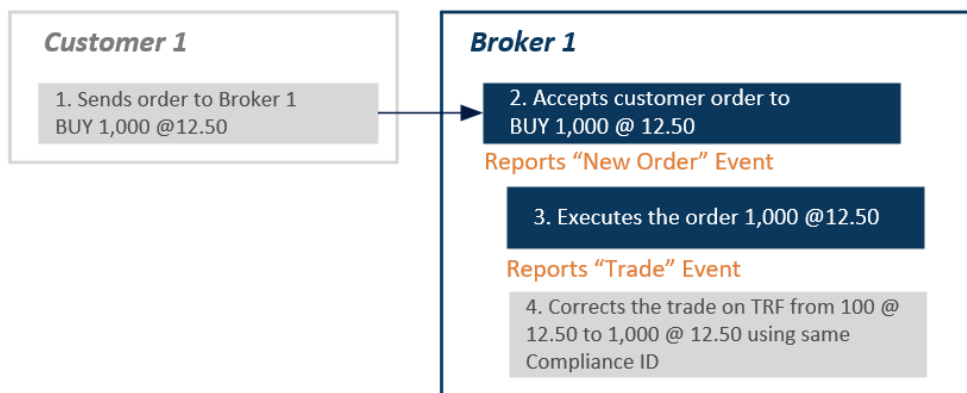 Customer 1
1. Sends order to Broker 1
BUY 1,000 @12.50
Broker 1
2. Accepts customer order to
BUY 1,000 @ 12.50
Reports “New Order” Event
3. Executes the order 1,000 @12.50
Reports “Trade” Event
4. Corrects the trade on TRF from 100 @
12.50 to 1,000 @ 12.50 using same
Compliance ID